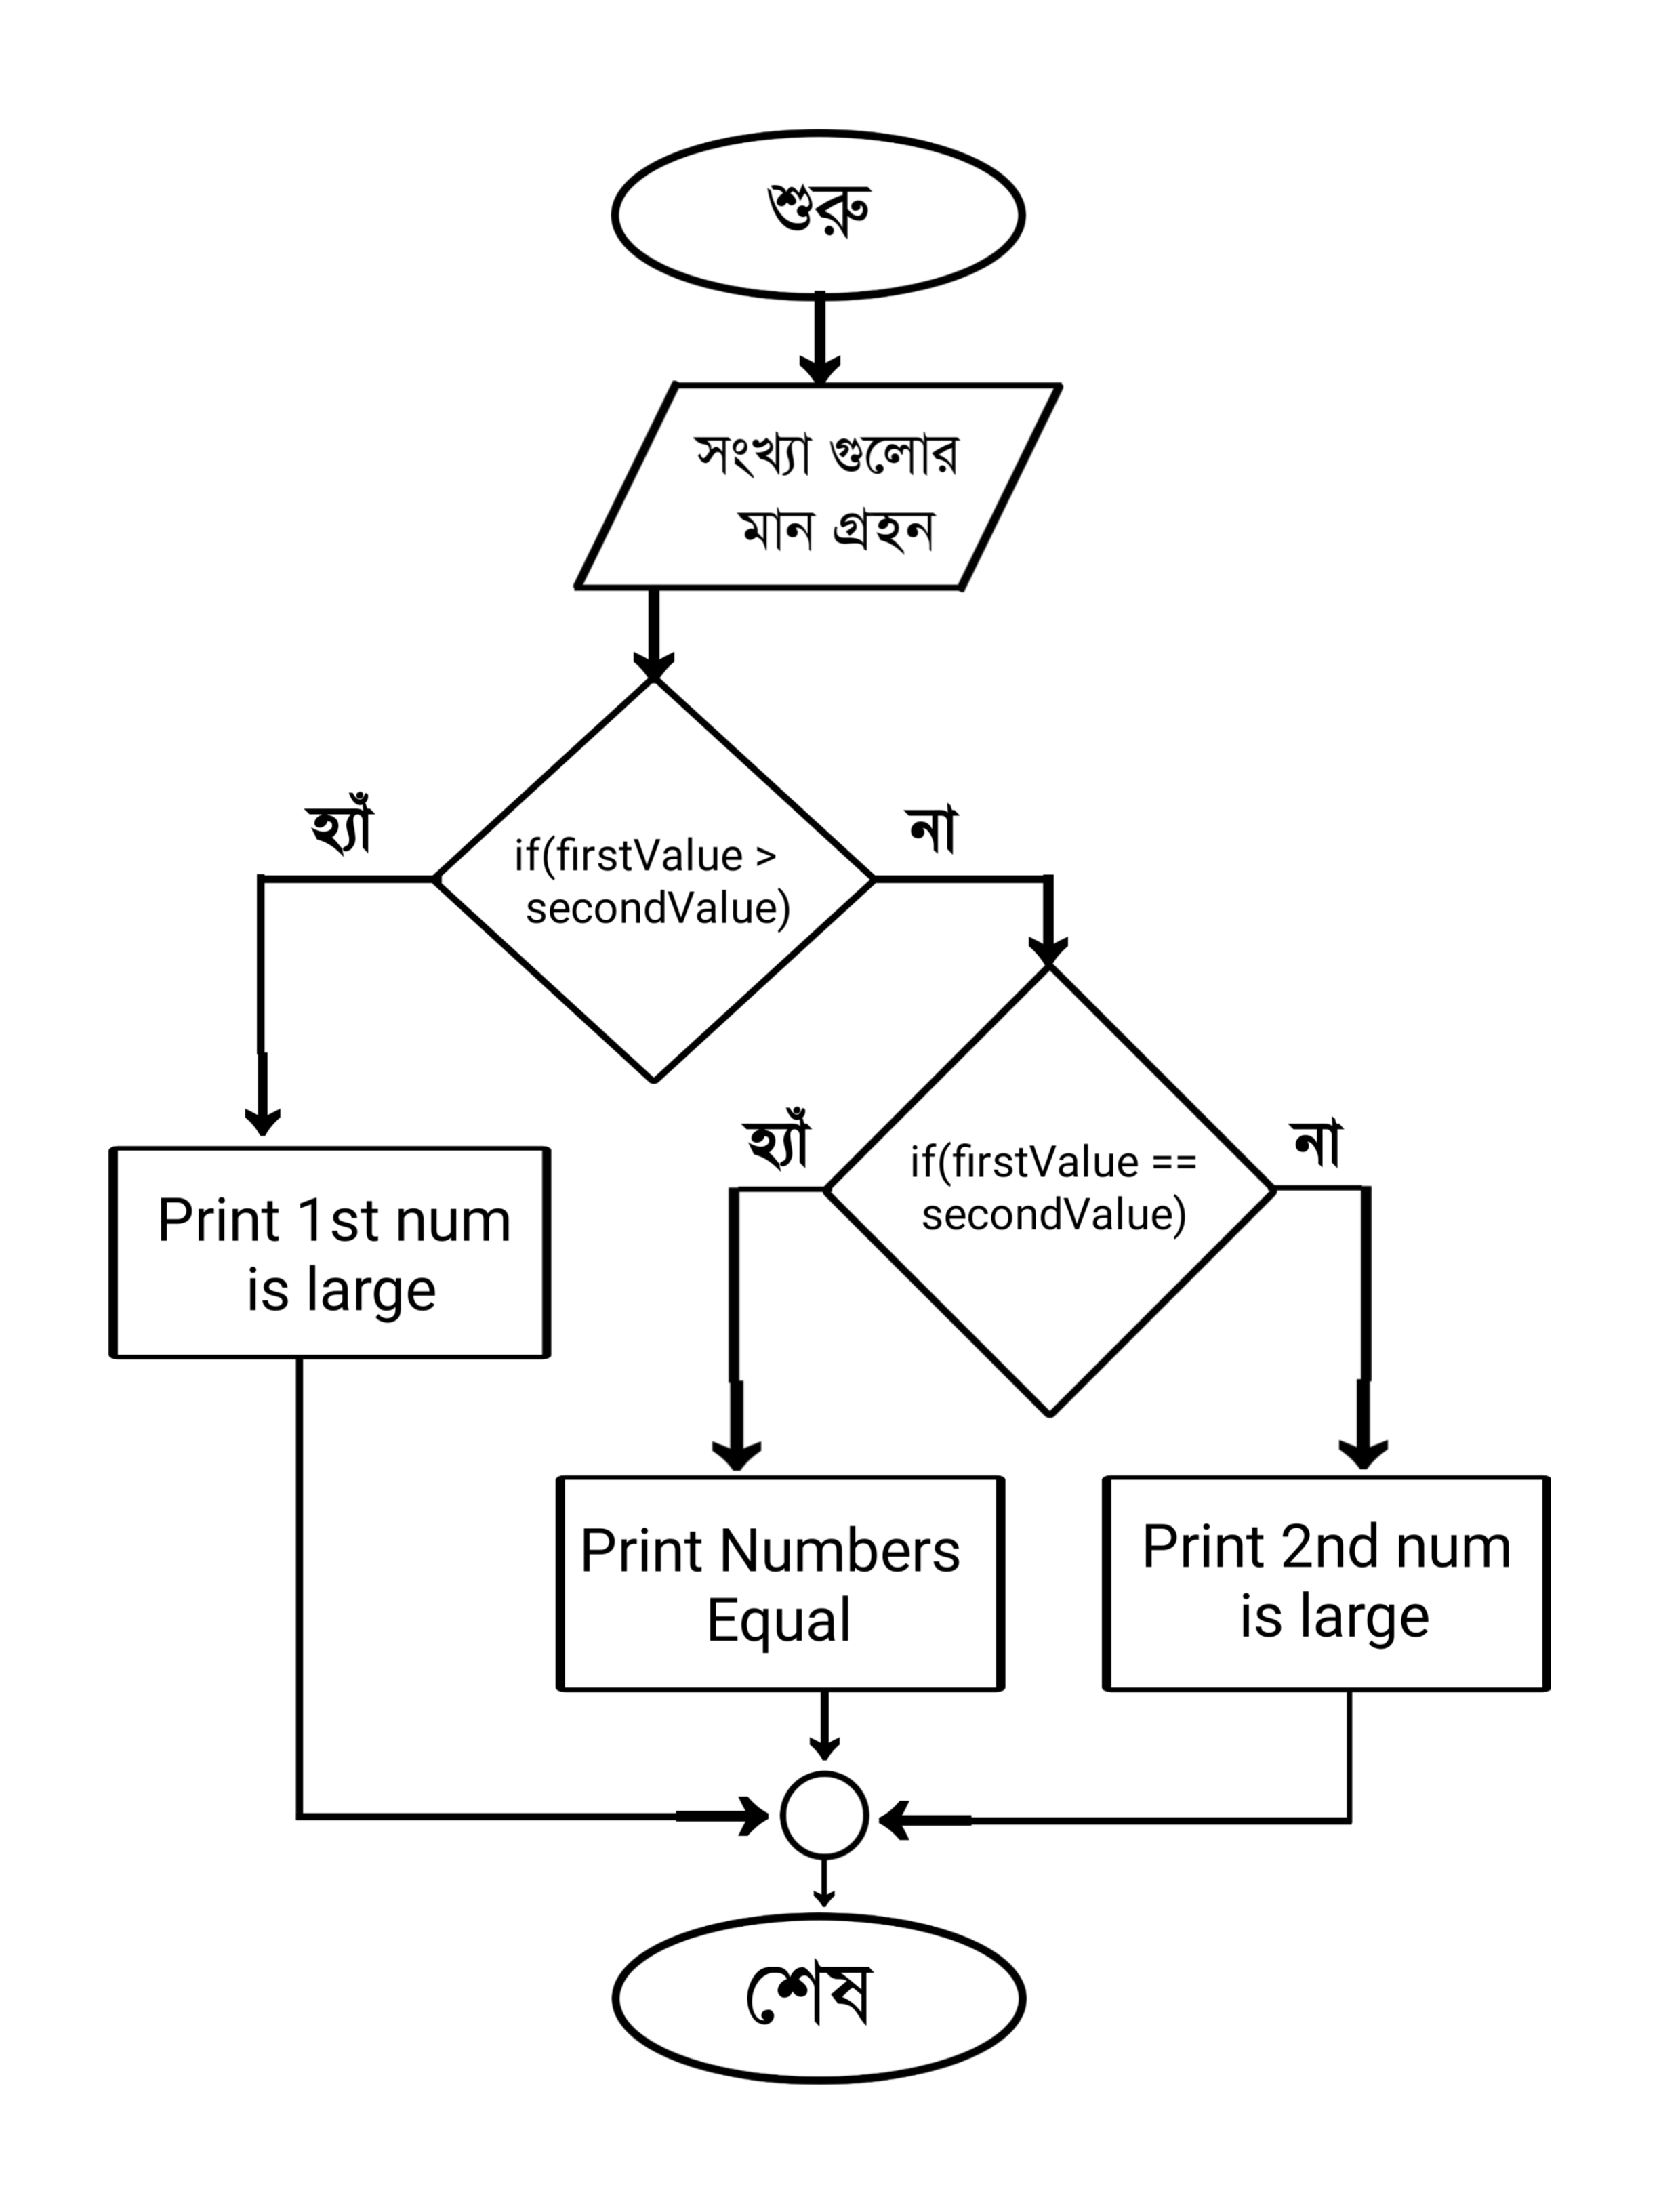 শুরু
সংখ্যা গুলোর
মান গ্রহন
হ্যাঁ
না
if(firstValue >
secondValue)
হ্যাঁ
না
if(firstValue ==
secondValue)
Print 1st num
is large
Print Numbers
Equal
Print 2nd num
is large
শেষ